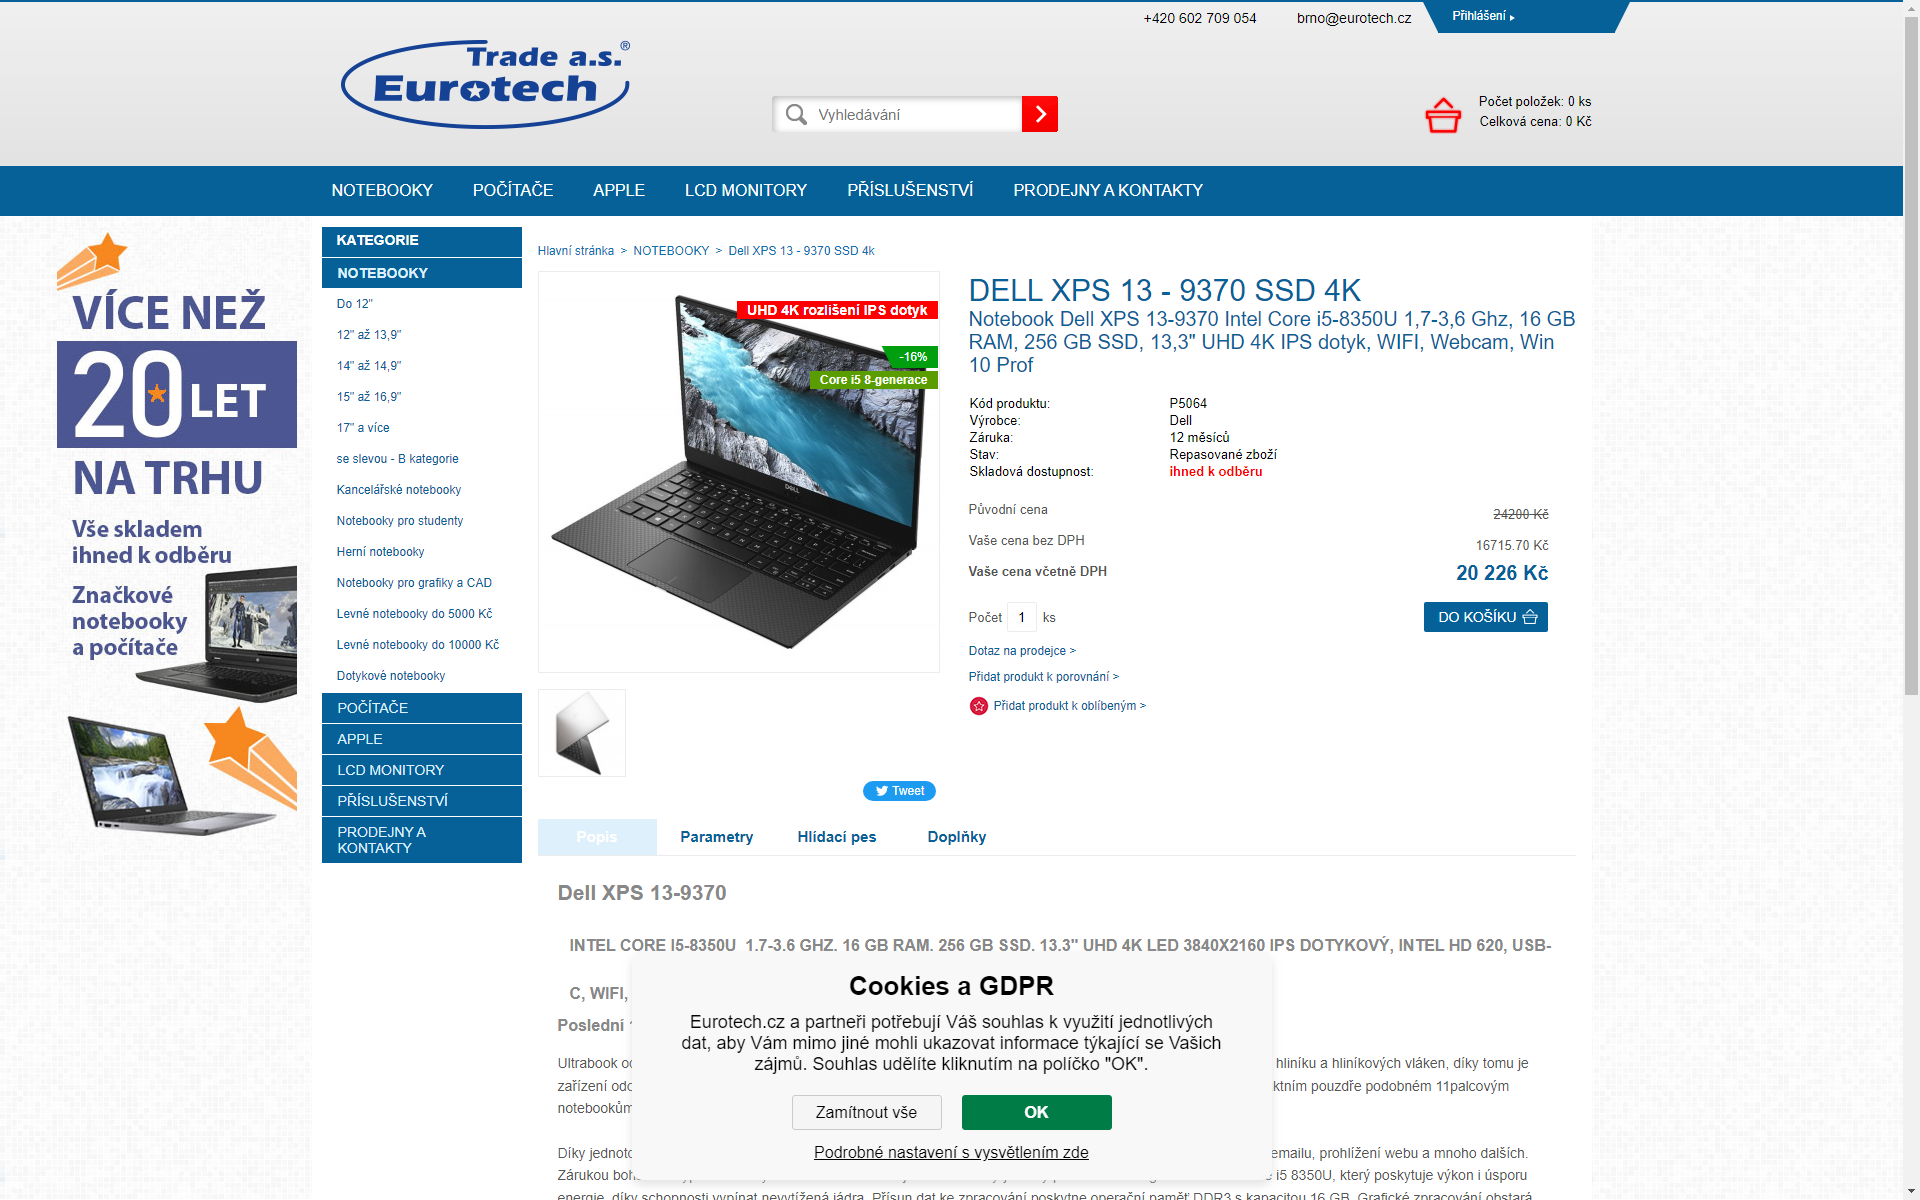 +420 602 709 054
brno@eurotech.cz
Přihlášení
Trade a.s.®
Eurotech
Vyhledávání
Počet položek: 0 ks
Celková cena: 0 Kč
NOTEBOOKY
POČÍTAČE
APPLE
LCD MONITORY
PŘÍSLUŠENSTVÍ
PRODEJNY A KONTAKTY
VÍCE NEŽ
20 LET
NA TRHU
Vše skladem
ihned k odběru
Značkové
notebooky
a počítače
KATEGORIE
NOTEBOOKY
Do 12"
12" až 13,9"
14" až 14,9"
15" až 16,9"
17" a více
se slevou - B kategorie
Kancelářské notebooky
Notebooky pro studenty
Herní notebooky
Notebooky pro grafiky a CAD
Levné notebooky do 5000 Kč
Levné notebooky do 10000 Kč
Dotykové notebooky
POČÍTAČE
APPLE
LCD MONITORY
PŘÍSLUŠENSTVÍ
PRODEJNY A
KONTAKTY
Hlavní stránka > NOTEBOOKY > Dell XPS 13 - 9370 SSD 4k
UHD 4K rozlišení IPS dotyk
-16%
Core i5 8-generace
DELL
DELL XPS 13 - 9370 SSD 4K
Notebook Dell XPS 13-9370 Intel Core i5-8350U 1,7-3,6 Ghz, 16 GB
RAM, 256 GB SSD, 13,3" UHD 4K IPS dotyk, WIFI, Webcam, Win
10 Prof
Kód produktu: P5064
Výrobce: Dell
Záruka: 12 měsíců
Stav: Repasované zboží
Skladová dostupnost: ihned k odběru
Původní cena 24200 Kč
Vaše cena bez DPH 16715.70 Kč
Vaše cena včetně DPH 20 226 Kč
Počet 1 ks
DO KOŠÍKU
Dotaz na prodejce >
Přidat produkt k porovnání >
Přidat produkt k oblíbeným >
Tweet
Popis
Parametry
Hlídací pes
Doplňky
Dell XPS 13-9370
INTEL CORE I5-8350U 1.7-3.6 GHZ. 16 GB RAM. 256 GB SSD. 13.3" UHD 4K LED 3840X2160 IPS DOTYKOVÝ, INTEL HD 620, USB-
C, WIFI,
Poslední
Ultrabook
hliníku a hliníkových vláken, díky tomu je
zařízení
podobném 11palcovým
notebookům
Díky
emailu, prohlížení webu a mnoho dalších.
Zárukou
i5 8350U, který poskytuje výkon i úsporu
energie, díky schopnosti vypínat nevytížená jádra. Přísun dat ke zpracování poskytne operační paměť DDR3 s kapacitou 16 GB. Grafické zpracování obstará
Cookies a GDPR
Eurotech.cz a partneři potřebují Váš souhlas k využití jednotlivých
dat, aby Vám mimo jiné mohli ukazovat informace týkající se Vašich
zájmů. Souhlas udělíte kliknutím na políčko "OK".
Zamítnout vše
OK
Podrobné nastavení s vysvětlením zde